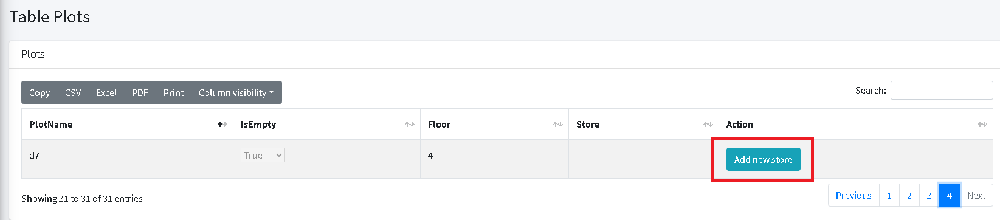 Table Plots
Plots
Copy CSV Excel PDF Print Column visibility
Search:
PlotName IsEmpty Floor Store Action
d7 True 4 Add new store
Showing 31 to 31 of 31 entries
Previous 1 2 3 4 Next